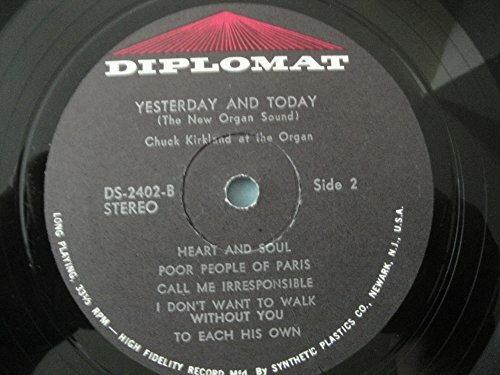 DIPLOMAT
YESTERDAY AND TODAY
(The New Organ Sound)
Chuck Kirkland at the Organ
DS-2402-B
STEREO
Side 2
HEART AND SOUL
POOR PEOPLE OF PARIS
CALL ME IRRESPONSIBLE
I DON'T WANT TO WALK
WITHOUT YOU
TO EACH HIS OWN
LONG PLAYING, 33⅓ RPM — HIGH FIDELITY RECORD Mfd. By SYNTHETIC PLASTICS CO., NEWARK, N.J., U.S.A.